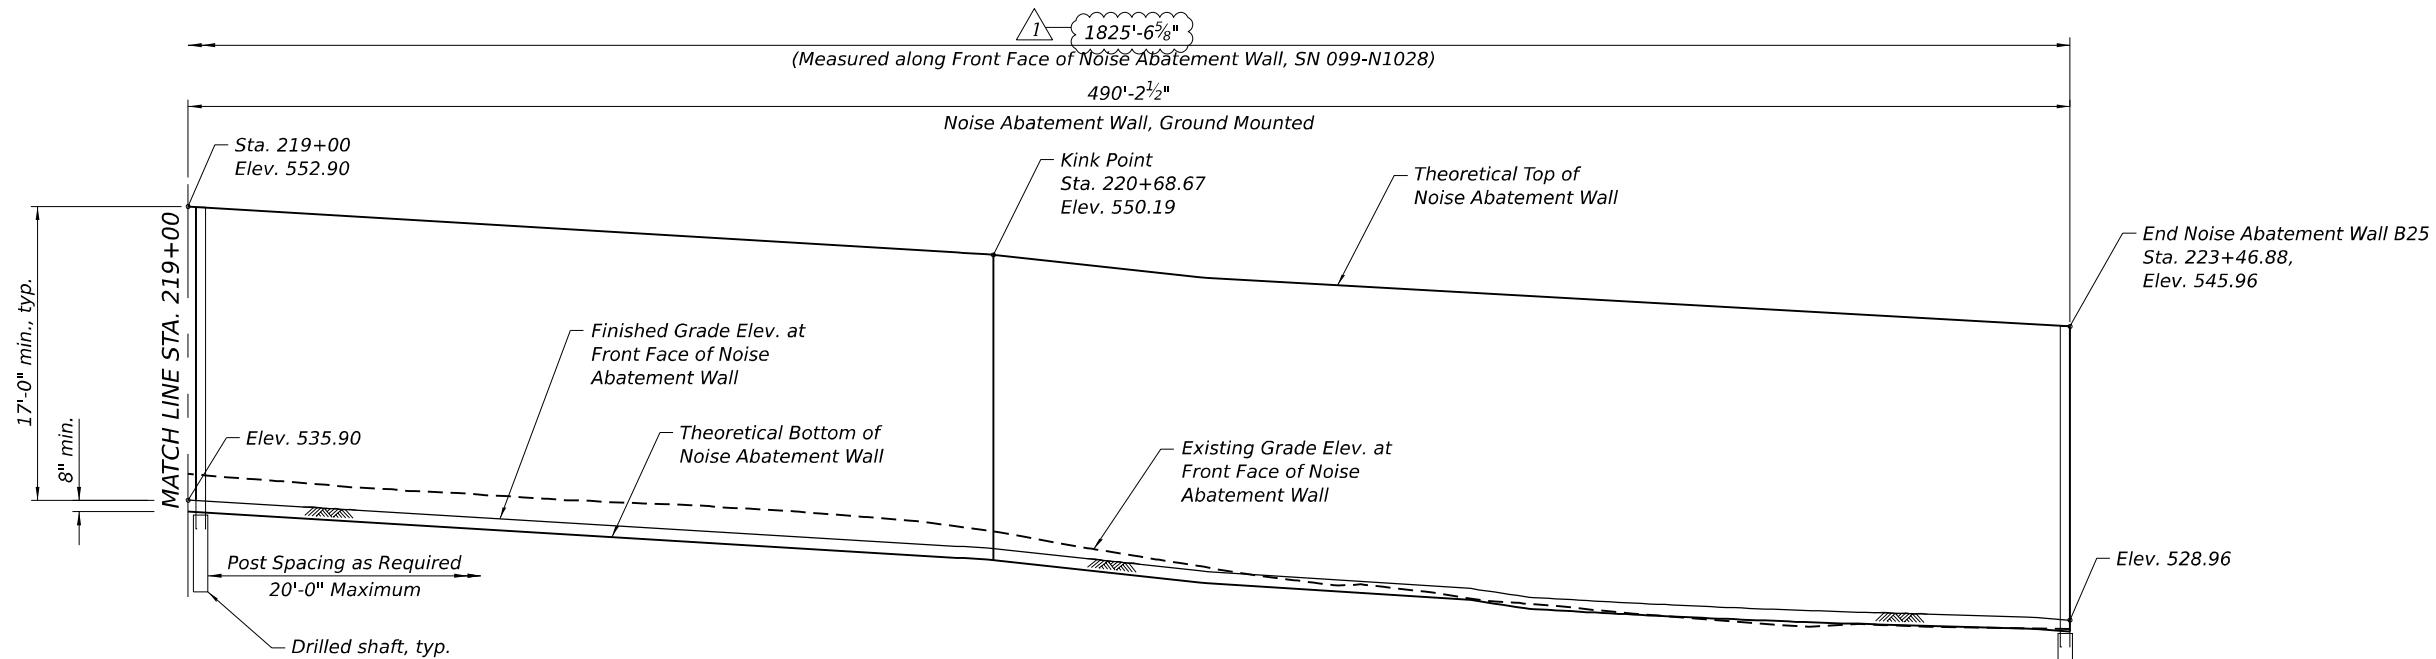 1
1825'-6⅝"
(Measured along Front Face of Noise Abatement Wall, SN 099-N1028)
490'-2½"
Noise Abatement Wall, Ground Mounted
Sta. 219+00
Elev. 552.90
Kink Point
Sta. 220+68.67
Elev. 550.19
Theoretical Top of
Noise Abatement Wall
End Noise Abatement Wall B25
Sta. 223+46.88,
Elev. 545.96
17'-0" min., typ.
8" min.
MATCH LINE STA. 219+00
Finished Grade Elev. at
Front Face of Noise
Abatement Wall
Elev. 535.90
Theoretical Bottom of
Noise Abatement Wall
Existing Grade Elev. at
Front Face of Noise
Abatement Wall
Post Spacing as Required
20'-0" Maximum
Elev. 528.96
Drilled shaft, typ.